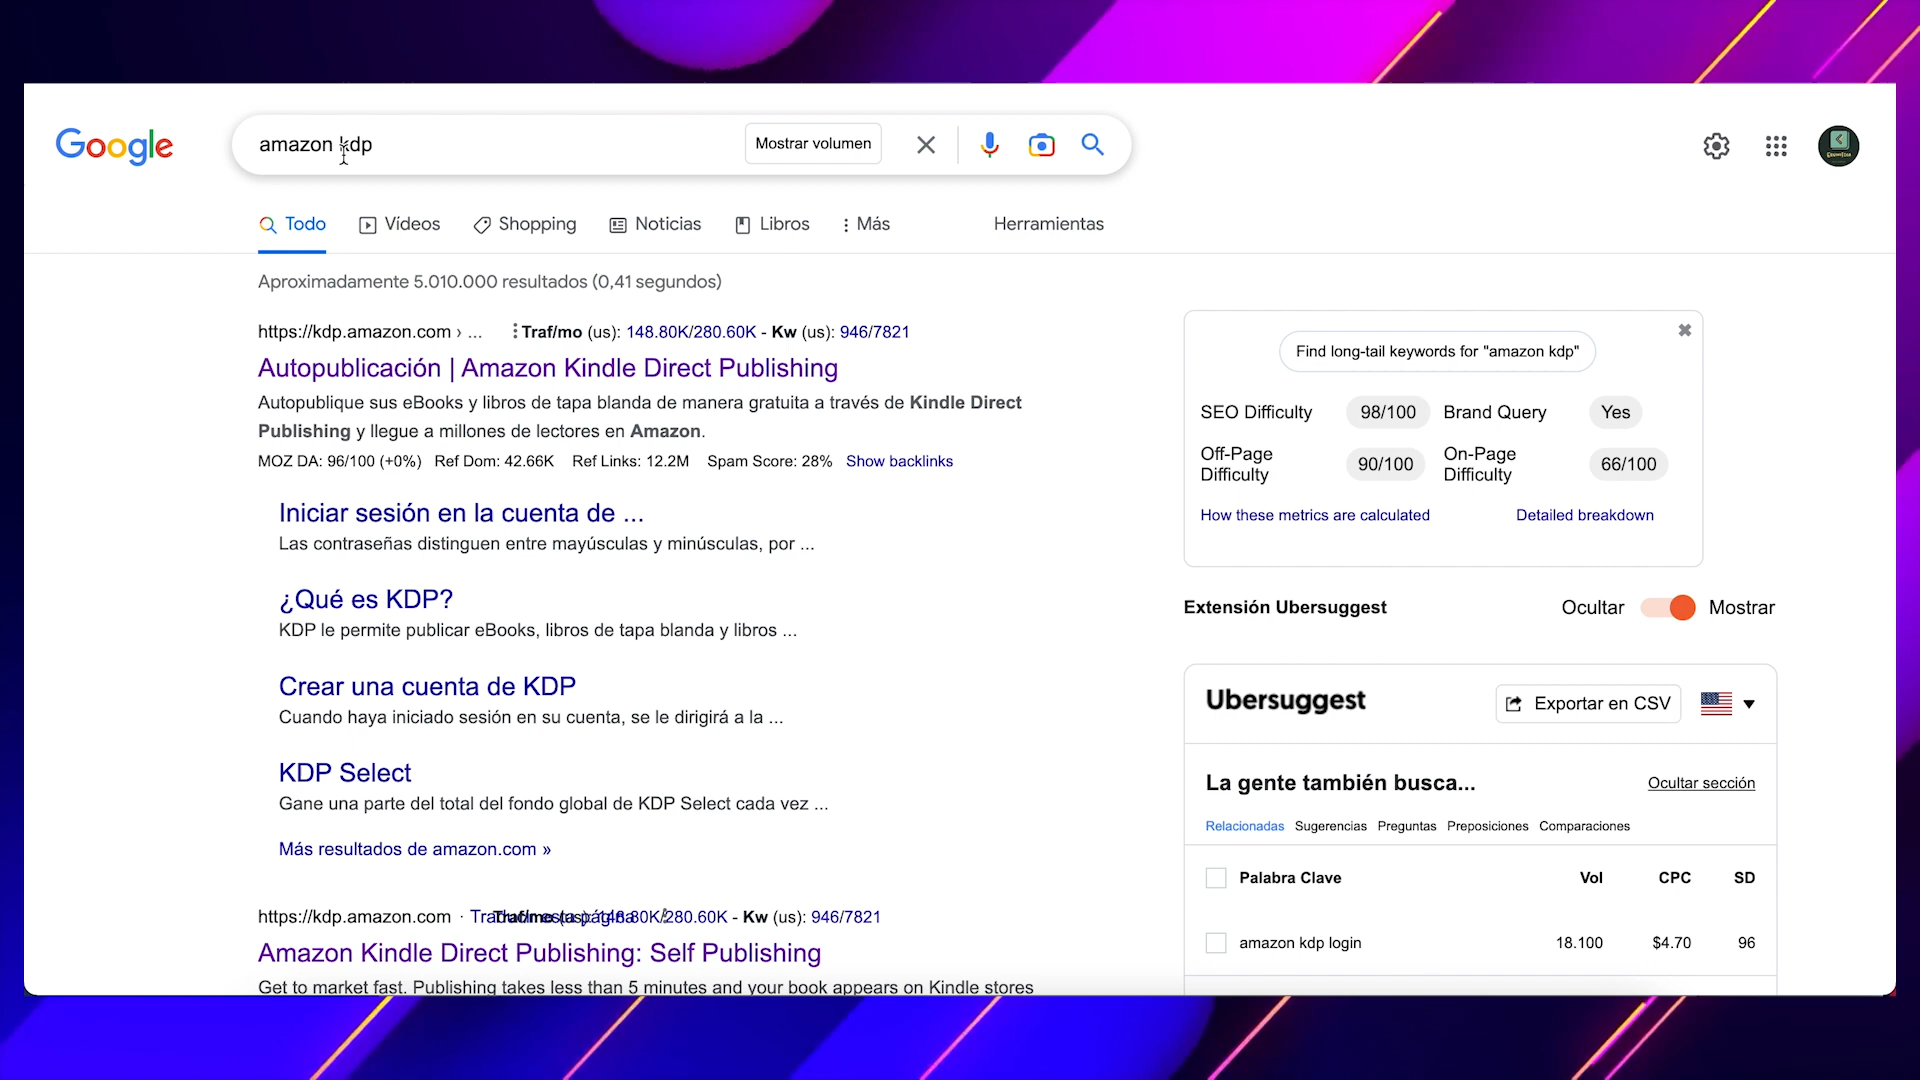 Google
amazon kdp
Mostrar volumen
Todo
Vídeos
Shopping
Noticias
Libros
Más
Herramientas
Aproximadamente 5.010.000 resultados (0,41 segundos)
https://kdp.amazon.com › ... Traf/mo (us): 148.80K/280.60K - Kw (us): 946/7821
Autopublicación | Amazon Kindle Direct Publishing
Autopublique sus eBooks y libros de tapa blanda de manera gratuita a través de Kindle Direct
Publishing y llegue a millones de lectores en Amazon.
MOZ DA: 96/100 (+0%) Ref Dom: 42.66K Ref Links: 12.2M Spam Score: 28% Show backlinks
Iniciar sesión en la cuenta de ...
Las contraseñas distinguen entre mayúsculas y minúsculas, por ...
¿Qué es KDP?
KDP le permite publicar eBooks, libros de tapa blanda y libros ...
Crear una cuenta de KDP
Cuando haya iniciado sesión en su cuenta, se le dirigirá a la ...
KDP Select
Gane una parte del total del fondo global de KDP Select cada vez ...
Más resultados de amazon.com »
https://kdp.amazon.com · Traducir esta página Traf/mo (us): 148.80K/280.60K - Kw (us): 946/7821
Amazon Kindle Direct Publishing: Self Publishing
Get to market fast. Publishing takes less than 5 minutes and your book appears on Kindle stores
Find long-tail keywords for "amazon kdp"
SEO Difficulty 98/100 Brand Query Yes
Off-Page Difficulty 90/100 On-Page Difficulty 66/100
How these metrics are calculated Detailed breakdown
Extensión Ubersuggest Ocultar Mostrar
Ubersuggest Exportar en CSV
La gente también busca... Ocultar sección
Relacionadas Sugerencias Preguntas Preposiciones Comparaciones
Palabra Clave Vol CPC SD
amazon kdp login 18.100 $4.70 96